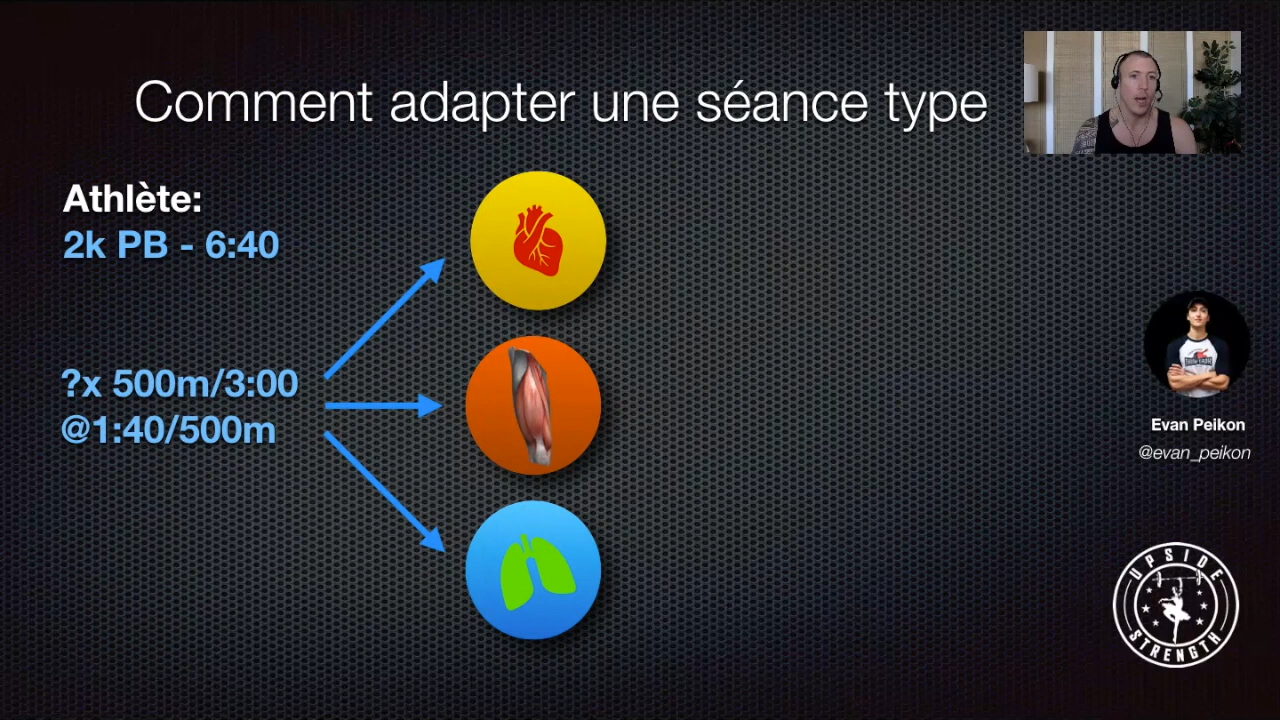 Comment adapter une séance type
Athlète:
2k PB - 6:40
?x 500m/3:00
@1:40/500m
Evan Peikon
@evan_peikon
UPSIDE
STRENGTH